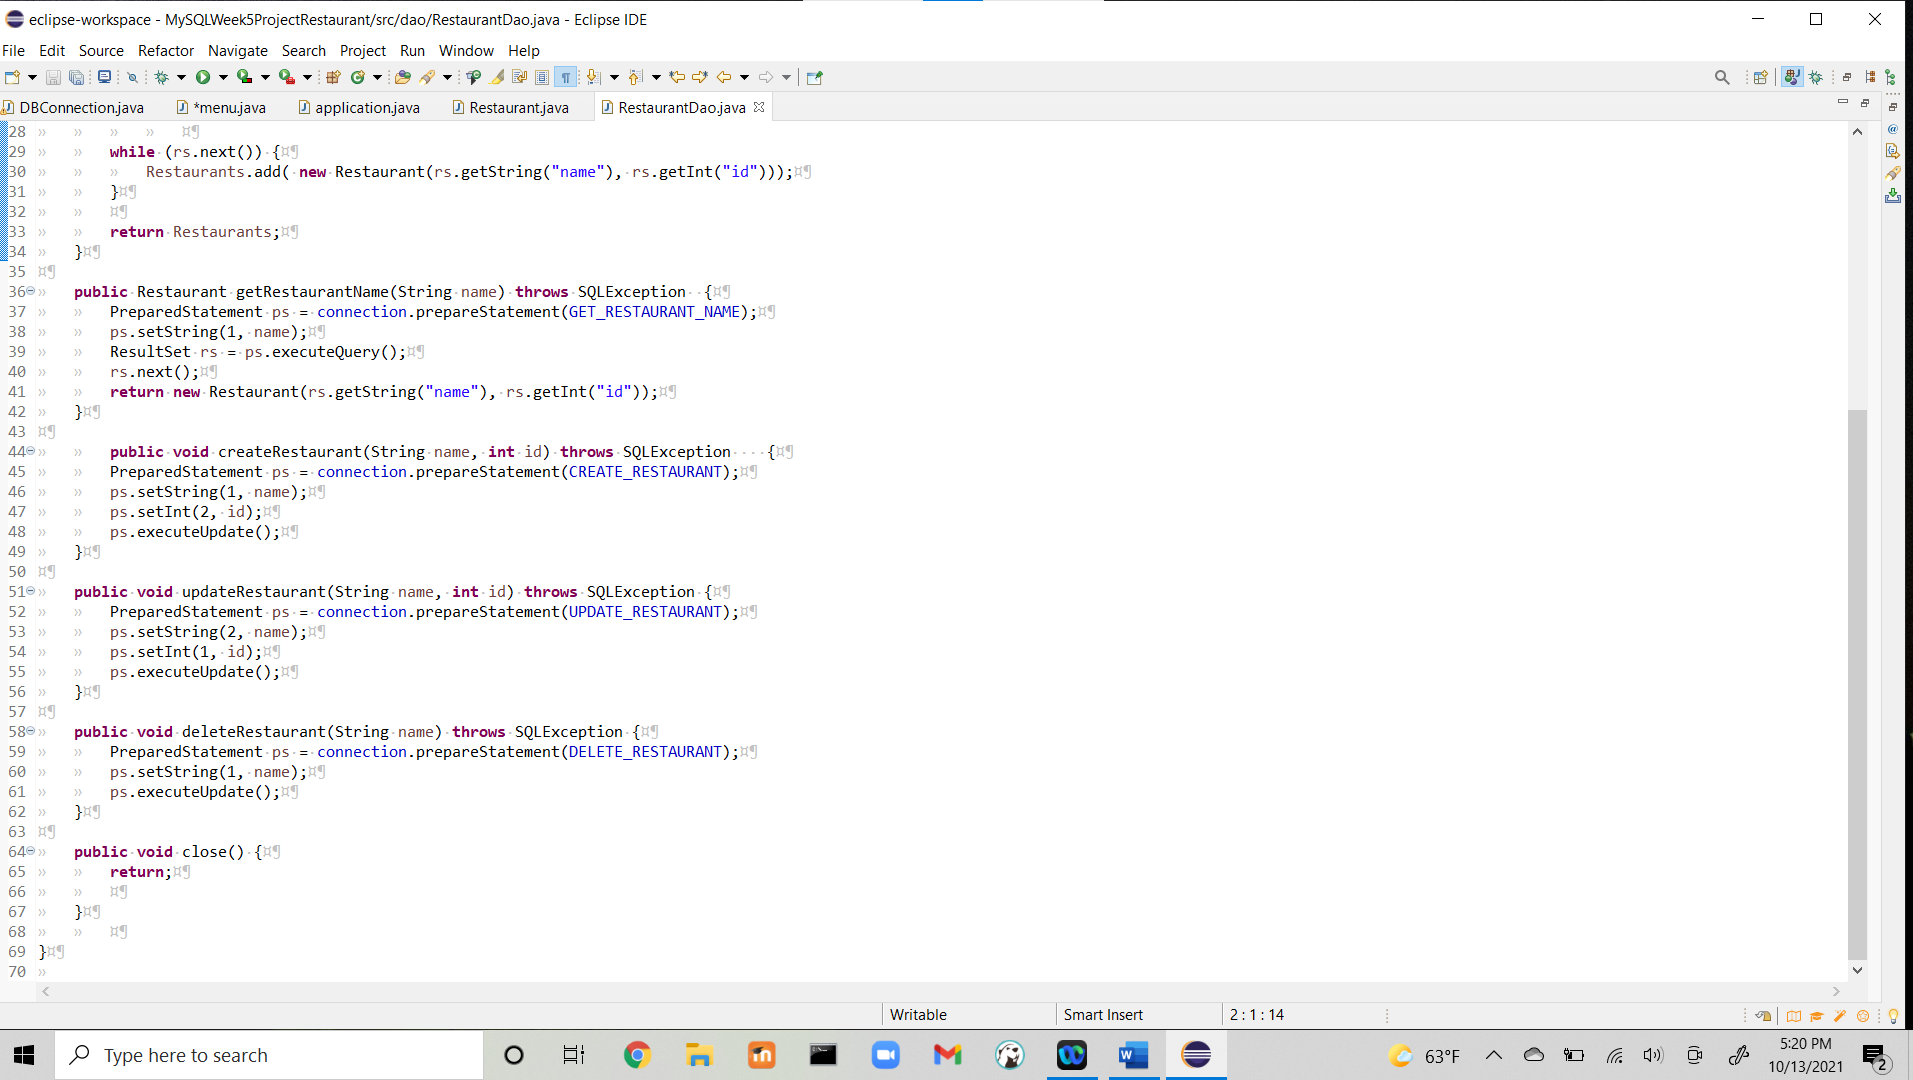 eclipse-workspace - MySQLWeek5ProjectRestaurant/src/dao/RestaurantDao.java - Eclipse IDE
File Edit Source Refactor Navigate Search Project Run Window Help
DBConnection.java *menu.java application.java Restaurant.java RestaurantDao.java
28 » » » » ¤¶
29 » » while·(rs.next())·{¤¶
30 » » » Restaurants.add(·new·Restaurant(rs.getString("name"),·rs.getInt("id")));¤¶
31 » » }¤¶
32 » » ¤¶
33 » » return·Restaurants;¤¶
34 » }¤¶
35 ¤¶
36 » public·Restaurant·getRestaurantName(String·name)·throws·SQLException··{¤¶
37 » » PreparedStatement·ps·=·connection.prepareStatement(GET_RESTAURANT_NAME);¤¶
38 » » ps.setString(1,·name);¤¶
39 » » ResultSet·rs·=·ps.executeQuery();¤¶
40 » » rs.next();¤¶
41 » » return·new·Restaurant(rs.getString("name"),·rs.getInt("id"));¤¶
42 » }¤¶
43 ¤¶
44 » » public·void·createRestaurant(String·name,·int·id)·throws·SQLException····{¤¶
45 » » PreparedStatement·ps·=·connection.prepareStatement(CREATE_RESTAURANT);¤¶
46 » » ps.setString(1,·name);¤¶
47 » » ps.setInt(2,·id);¤¶
48 » » ps.executeUpdate();¤¶
49 » }¤¶
50 ¤¶
51 » public·void·updateRestaurant(String·name,·int·id)·throws·SQLException·{¤¶
52 » » PreparedStatement·ps·=·connection.prepareStatement(UPDATE_RESTAURANT);¤¶
53 » » ps.setString(2,·name);¤¶
54 » » ps.setInt(1,·id);¤¶
55 » » ps.executeUpdate();¤¶
56 » }¤¶
57 ¤¶
58 » public·void·deleteRestaurant(String·name)·throws·SQLException·{¤¶
59 » » PreparedStatement·ps·=·connection.prepareStatement(DELETE_RESTAURANT);¤¶
60 » » ps.setString(1,·name);¤¶
61 » » ps.executeUpdate();¤¶
62 » }¤¶
63 ¤¶
64 » public·void·close()·{¤¶
65 » » return;¤¶
66 » » ¤¶
67 » }¤¶
68 » » ¤¶
69 }¤¶
70 »
Writable Smart Insert 2 : 1 : 14
Type here to search
63°F
5:20 PM
10/13/2021
2